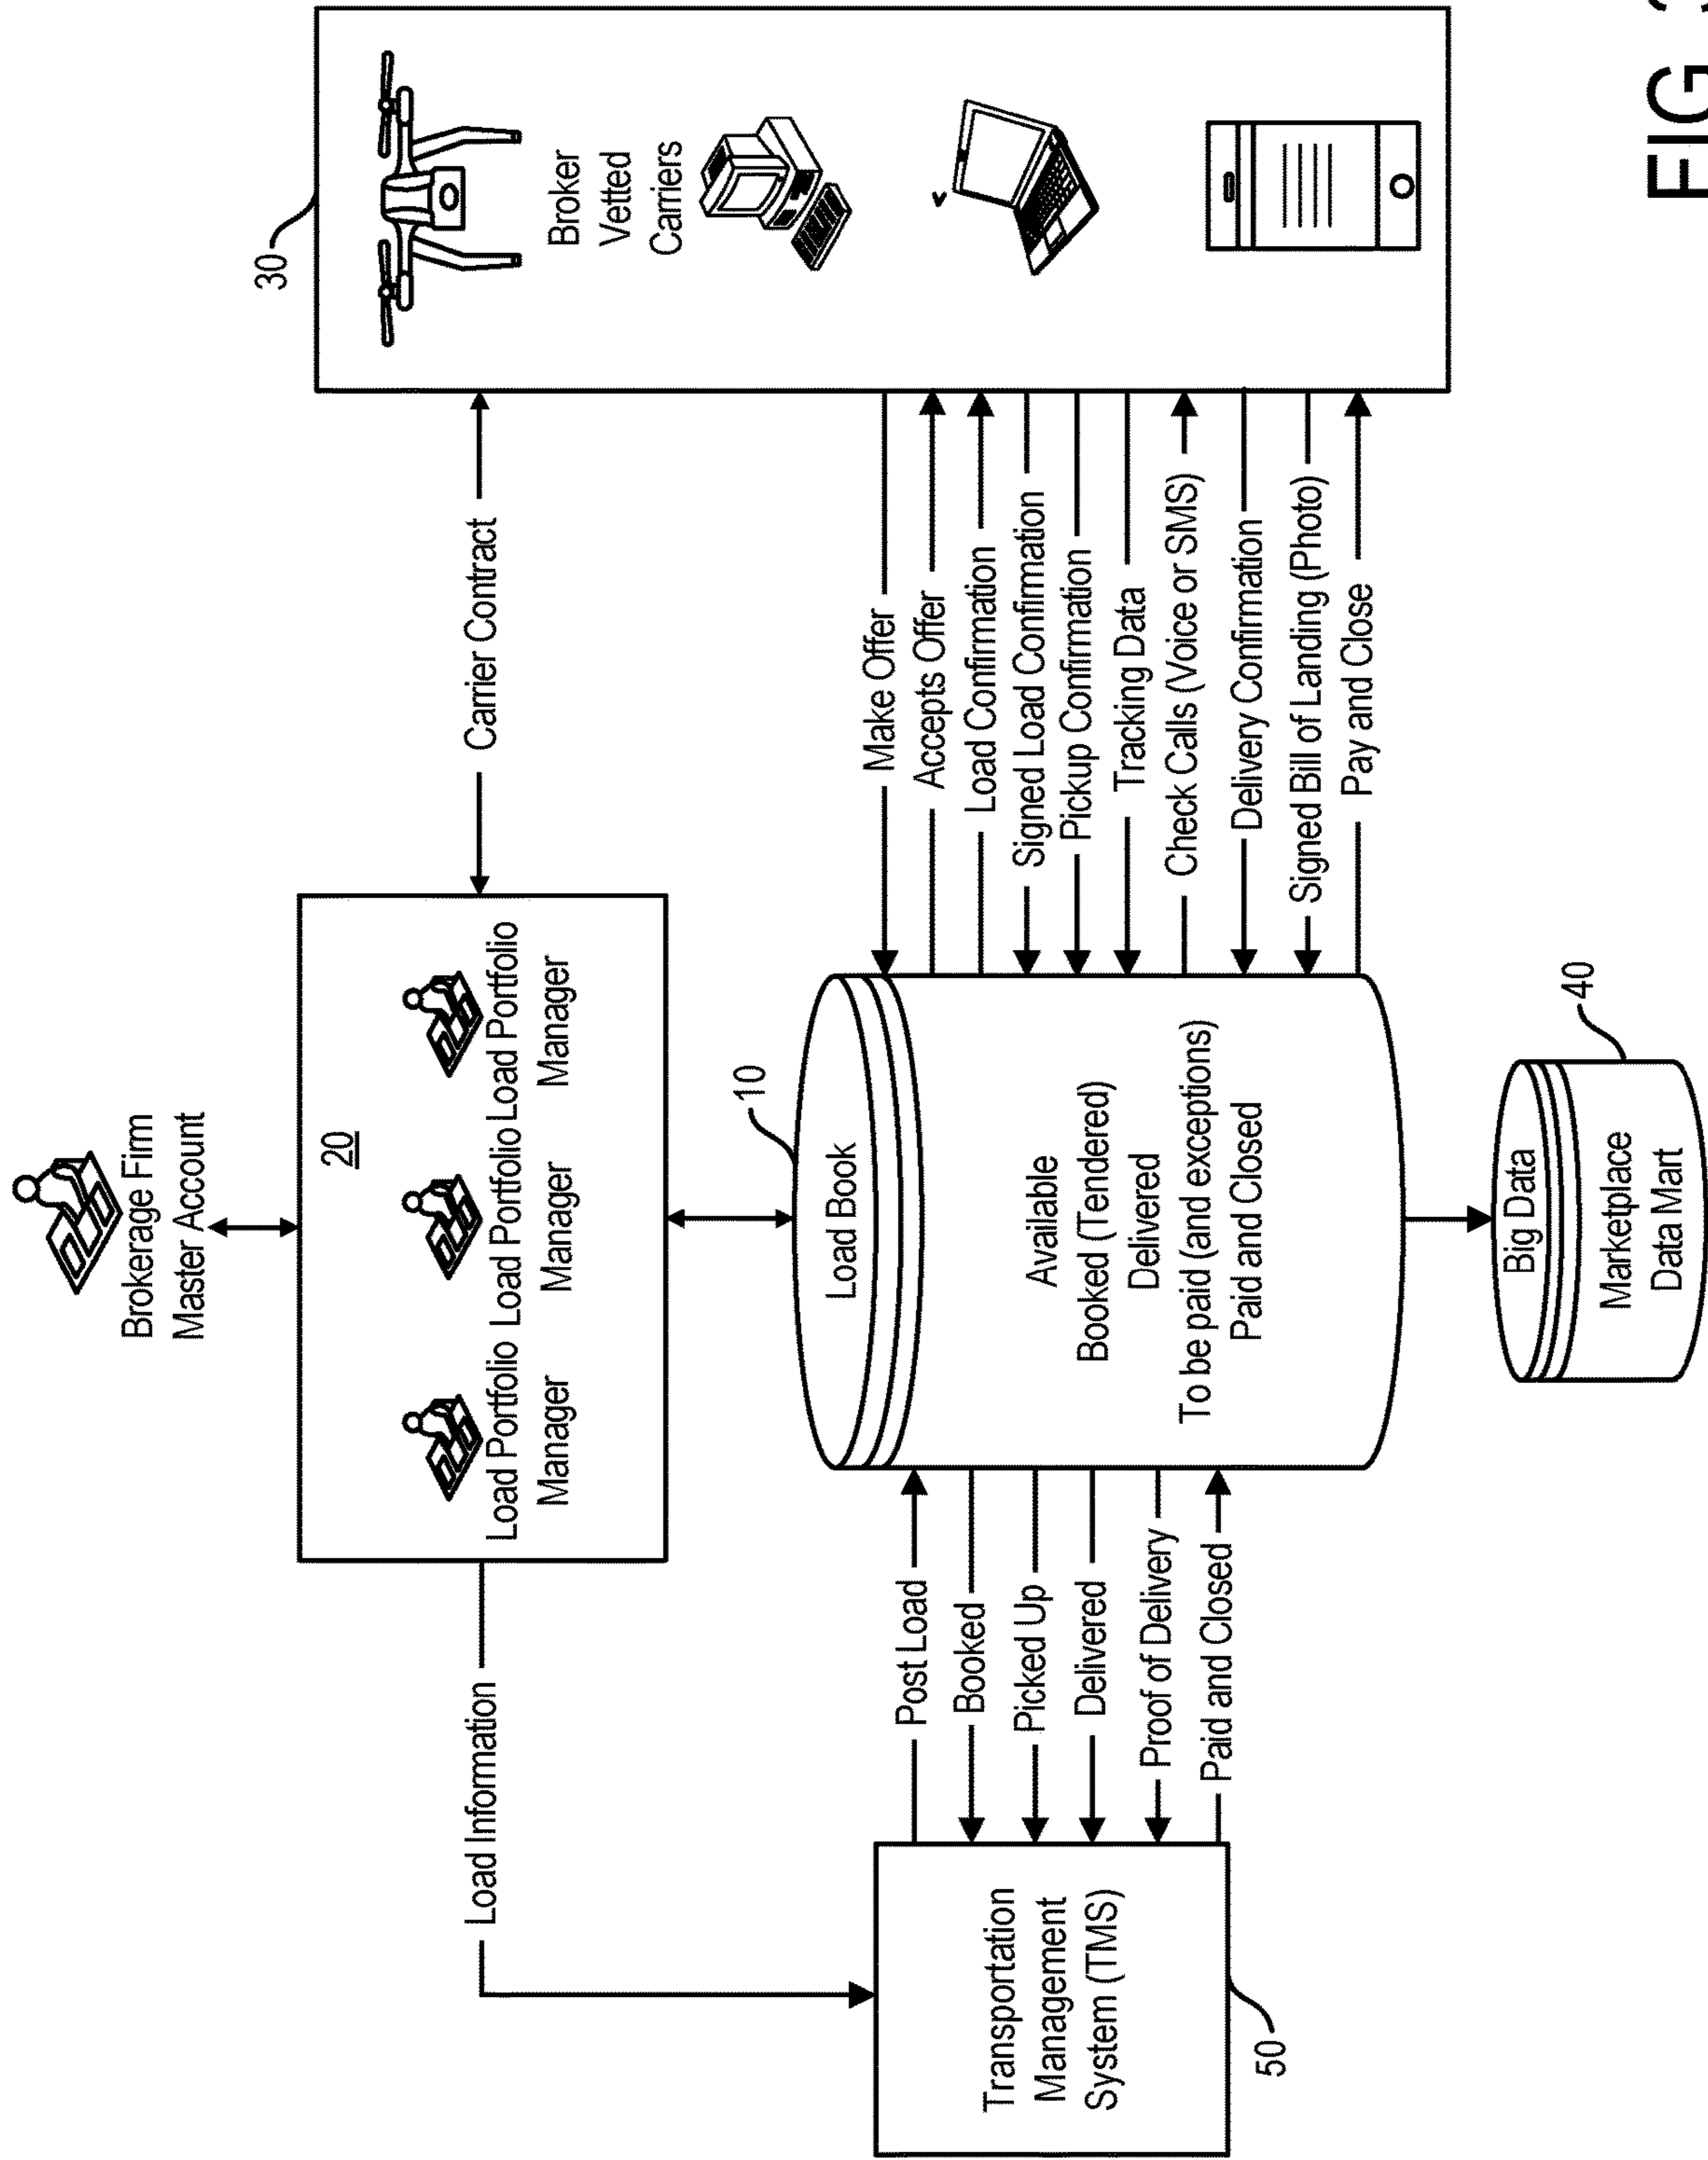 Brokerage Firm
Master Account
20
Load Portfolio
Manager
Load Portfolio
Manager
Load Portfolio
Manager
Load Information
Carrier Contract
30
Broker
Vetted
Carriers
10
Load Book
Available
Booked (Tendered)
Delivered
To be paid (and exceptions)
Paid and Closed
Post Load
Booked
Picked Up
Delivered
Proof of Delivery
Paid and Closed
Transportation
Management
System (TMS)
50
Make Offer
Accepts Offer
Load Confirmation
Signed Load Confirmation
Pickup Confirmation
Tracking Data
Check Calls (Voice or SMS)
Delivery Confirmation
Signed Bill of Landing (Photo)
Pay and Close
Big Data
Marketplace
Data Mart
40
FIG